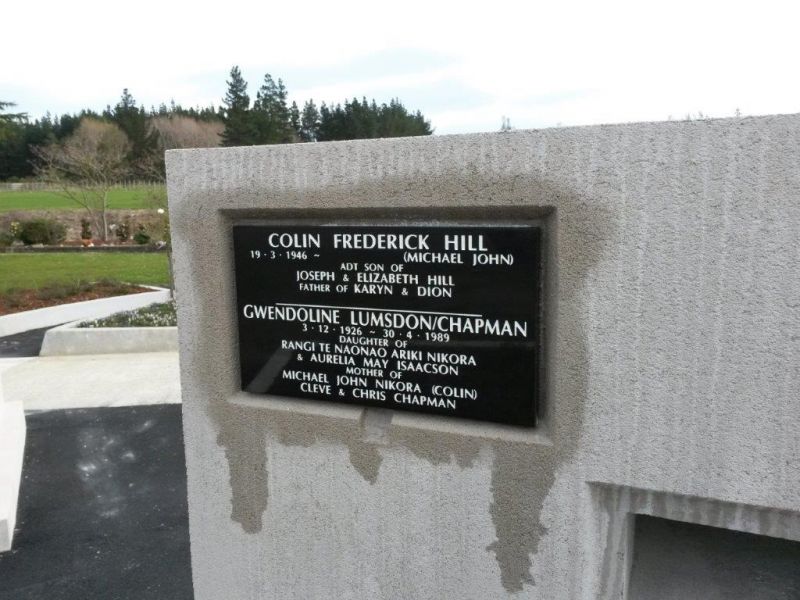 COLIN FREDERICK HILL
19·3·1946 ~ (MICHAEL JOHN)
ADT SON OF
JOSEPH & ELIZABETH HILL
FATHER OF KARYN & DION
GWENDOLINE LUMSDON/CHAPMAN
3·12·1926 ~ 30·4·1989
DAUGHTER OF
RANGI TE NAONAO ARIKI NIKORA
& AURELIA MAY ISAACSON
MOTHER OF
MICHAEL JOHN NIKORA (COLIN)
CLEVE & CHRIS CHAPMAN